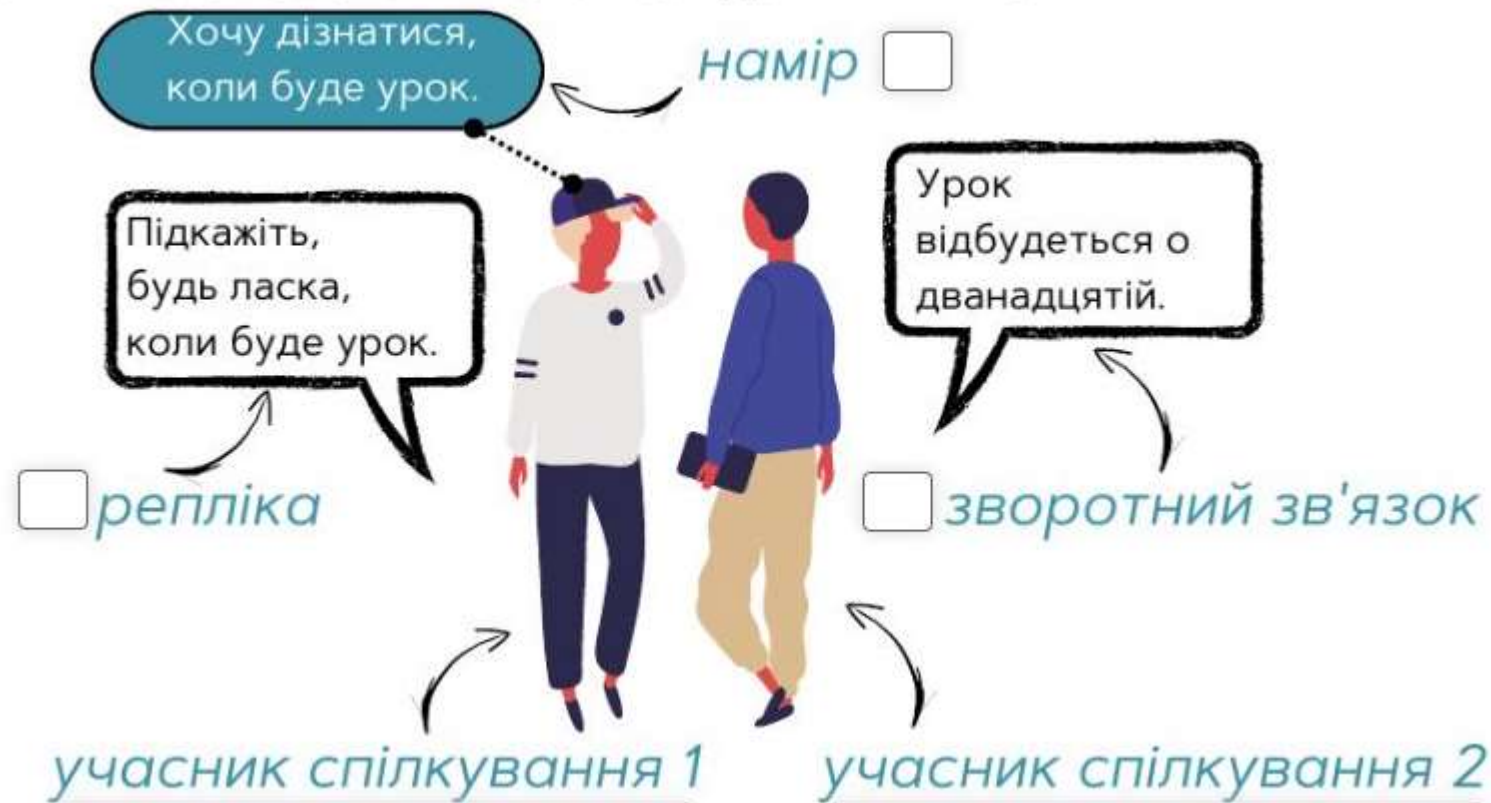 Хочу дізнатися,
коли буде урок.
намір
Підкажіть,
будь ласка,
коли буде урок.
Урок
відбудеться о
дванадцятій.
репліка
зворотний зв'язок
учасник спілкування 1
учасник спілкування 2